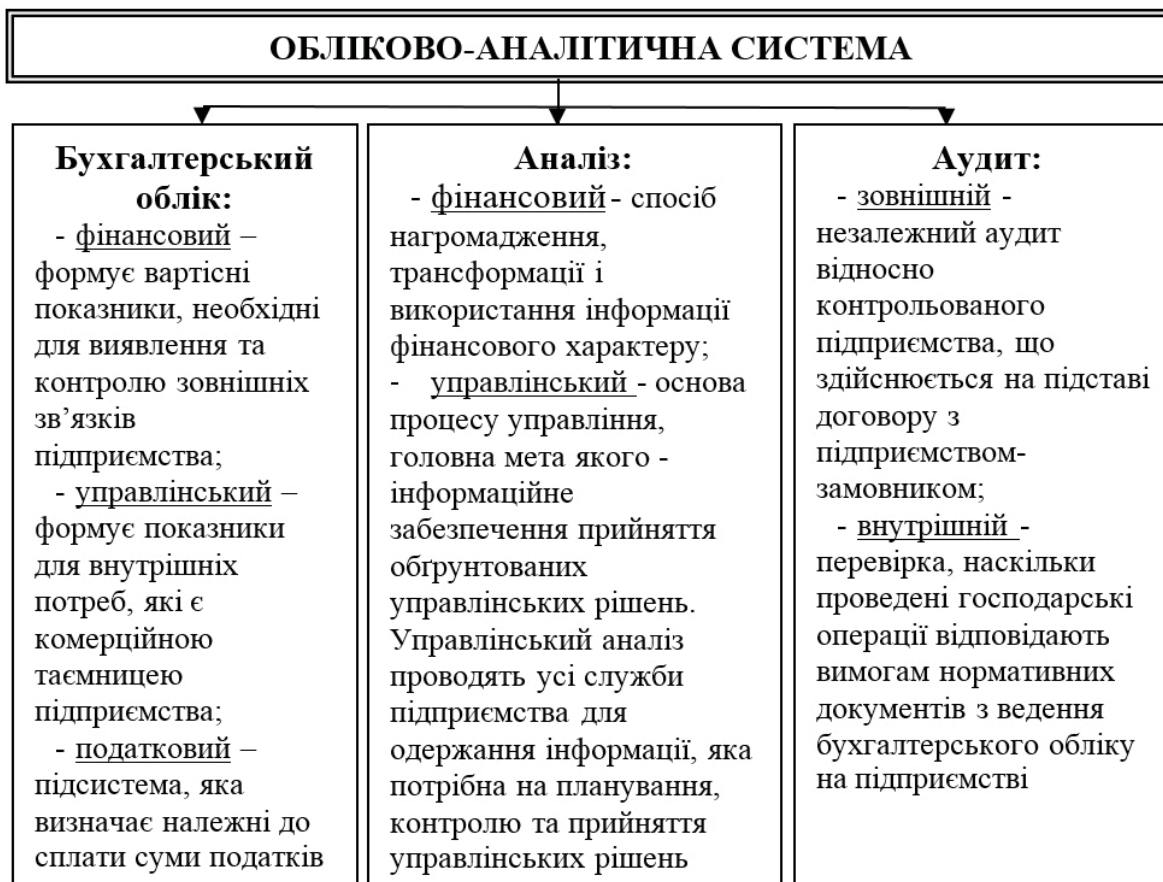 ОБЛІКОВО-АНАЛІТИЧНА СИСТЕМА
Бухгалтерський
облік:
- фінансовий –
формує вартісні
показники, необхідні
для виявлення та
контролю зовнішніх
зв’язків
підприємства;
- управлінський –
формує показники
для внутрішніх
потреб, які є
комерційною
таємницею
підприємства;
- податковий –
підсистема, яка
визначає належні до
сплати суми податків
Аналіз:
- фінансовий - спосіб
нагромадження,
трансформації і
використання інформації
фінансового характеру;
- управлінський - основа
процесу управління,
головна мета якого -
інформаційне
забезпечення прийняття
обґрунтованих
управлінських рішень.
Управлінський аналіз
проводять усі служби
підприємства для
одержання інформації, яка
потрібна на планування,
контролю та прийняття
управлінських рішень
Аудит:
- зовнішній -
незалежний аудит
відносно
контрольованого
підприємства, що
здійснюється на підставі
договору з
підприємством-
замовником;
- внутрішній -
перевірка, наскільки
проведені господарські
операції відповідають
вимогам нормативних
документів з ведення
бухгалтерського обліку
на підприємстві